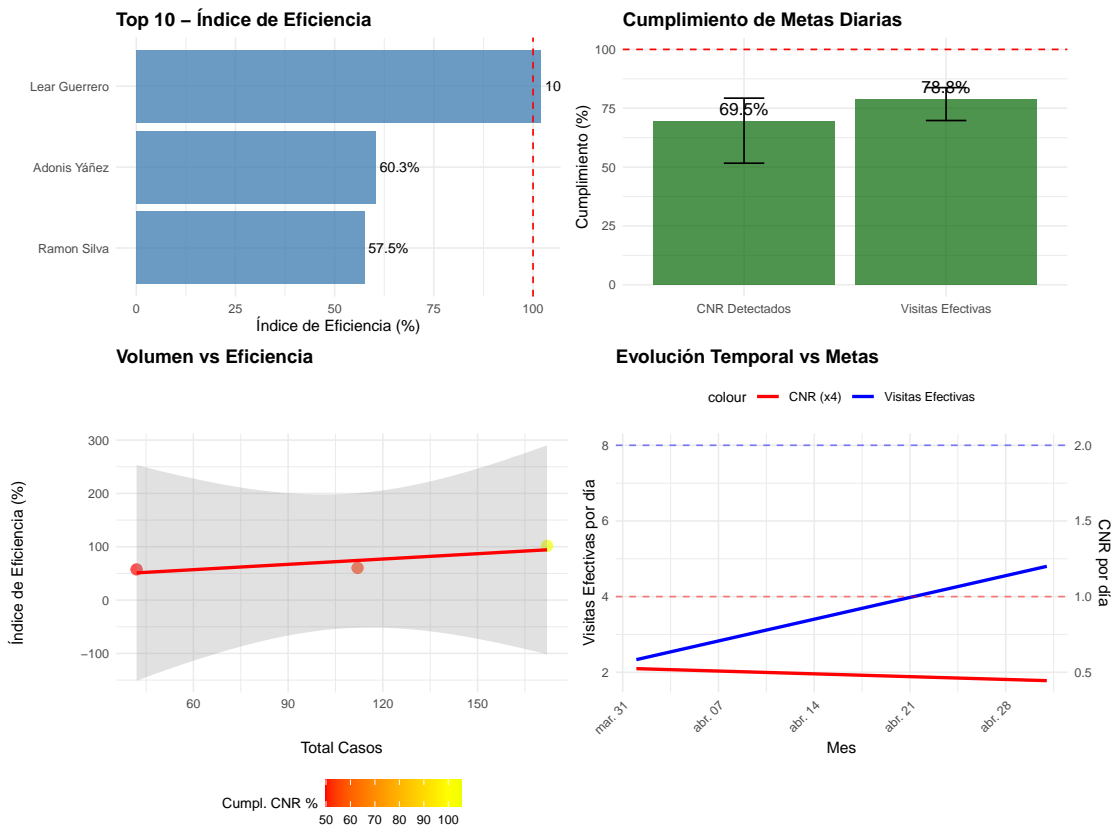 Top 10 – Índice de Eficiencia
Lear Guerrero
Adonis Yáñez
Ramon Silva
10
60.3%
57.5%
0 25 50 75 100
Índice de Eficiencia (%)
Cumplimiento de Metas Diarias
Cumplimiento (%)
100
75
50
25
0
69.5%
78.8%
CNR Detectados Visitas Efectivas
Volumen vs Eficiencia
Índice de Eficiencia (%)
300
200
100
0
−100
60 90 120 150
Total Casos
Cumpl. CNR %
50 60 70 80 90 100
Evolución Temporal vs Metas
colour CNR (x4) Visitas Efectivas
Visitas Efectivas por día
8
6
4
2
2.0
1.5
1.0
0.5
CNR por día
mar. 31 abr. 07 abr. 14 abr. 21 abr. 28
Mes